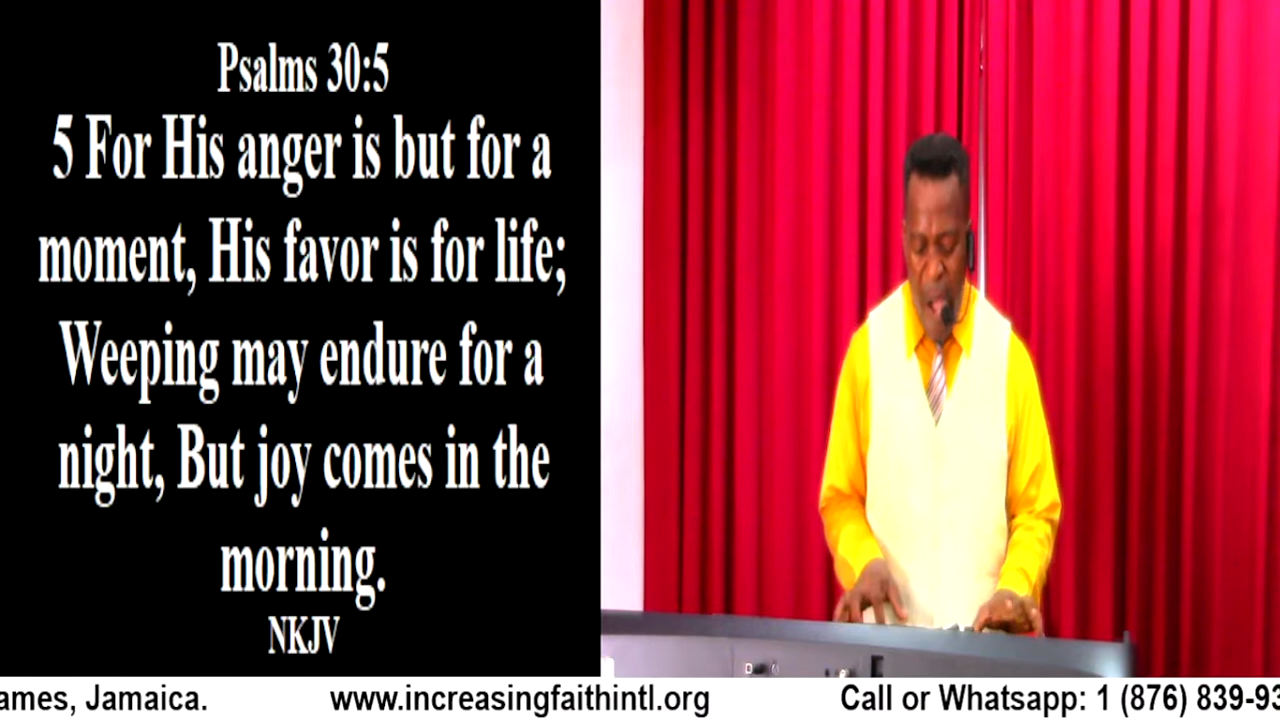 Psalms 30:5
5 For His anger is but for a
moment, His favor is for life;
Weeping may endure for a
night, But joy comes in the
morning.
NKJV
ames, Jamaica. www.increasingfaithintl.org Call or Whatsapp: 1 (876) 839-93